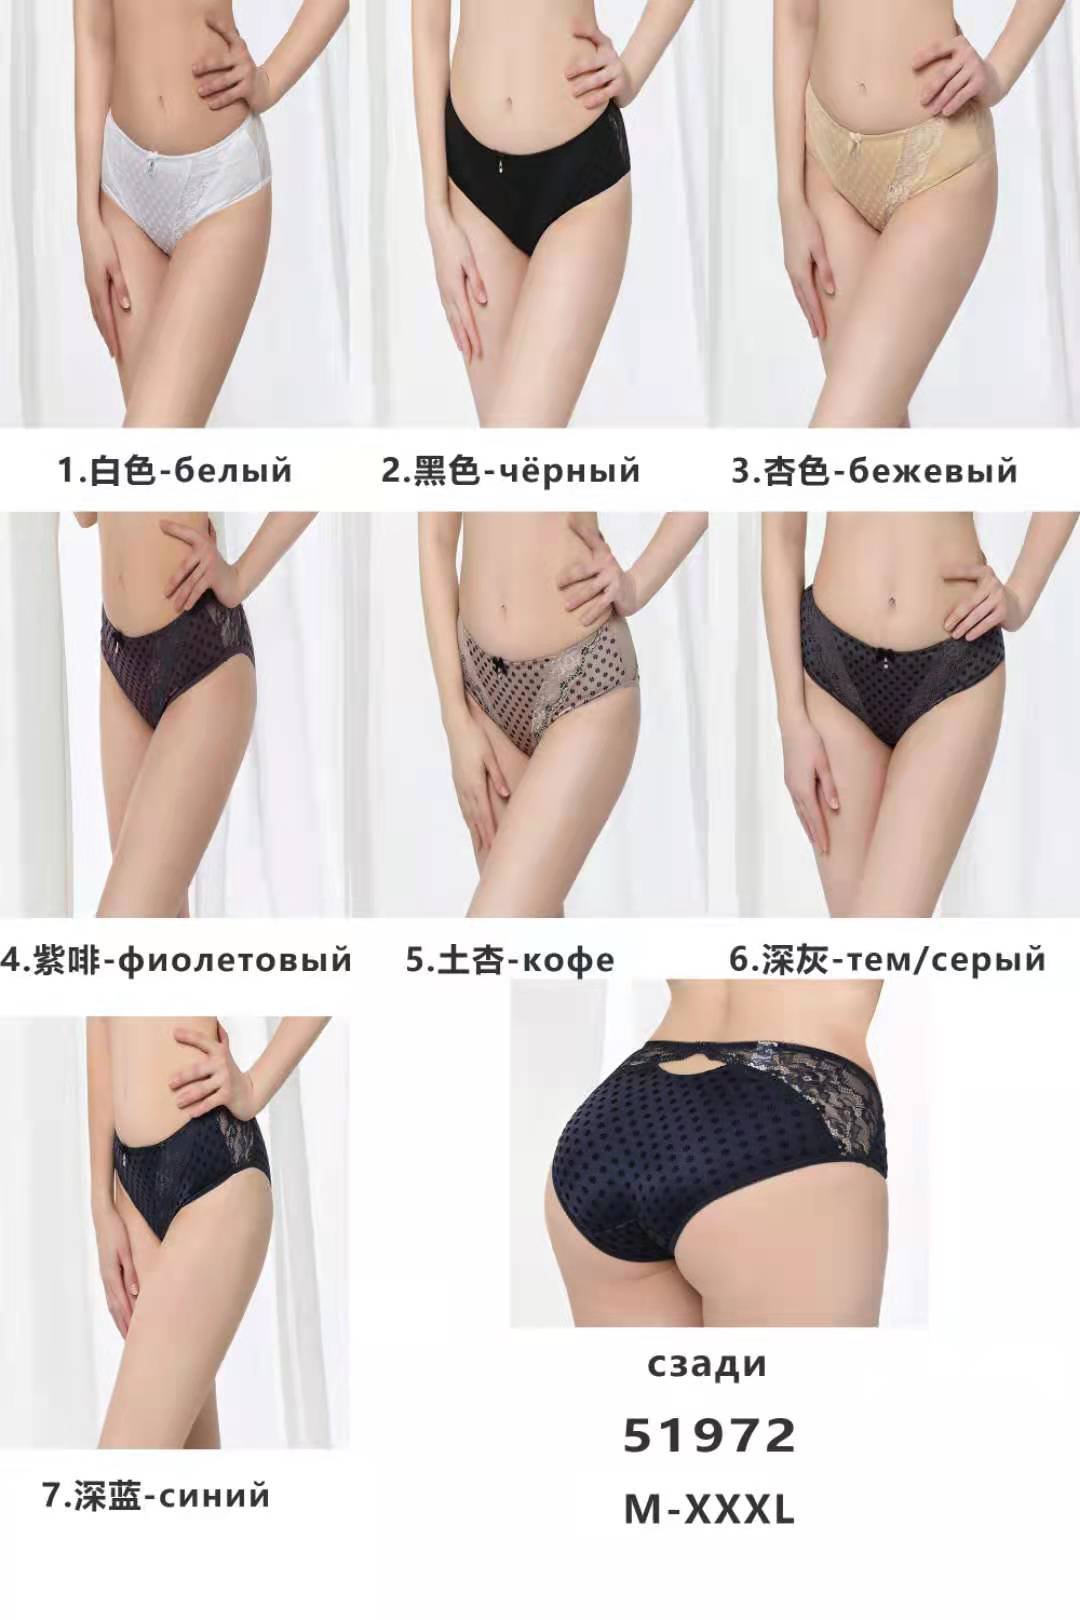 1.白色-белый
2.黑色-чёрный
3.杏色-бежевый
4.紫啡-фиолетовый
5.土杏-кофе
6.深灰-тем/серый
7.深蓝-синий
сзади
51972
M-XXXL